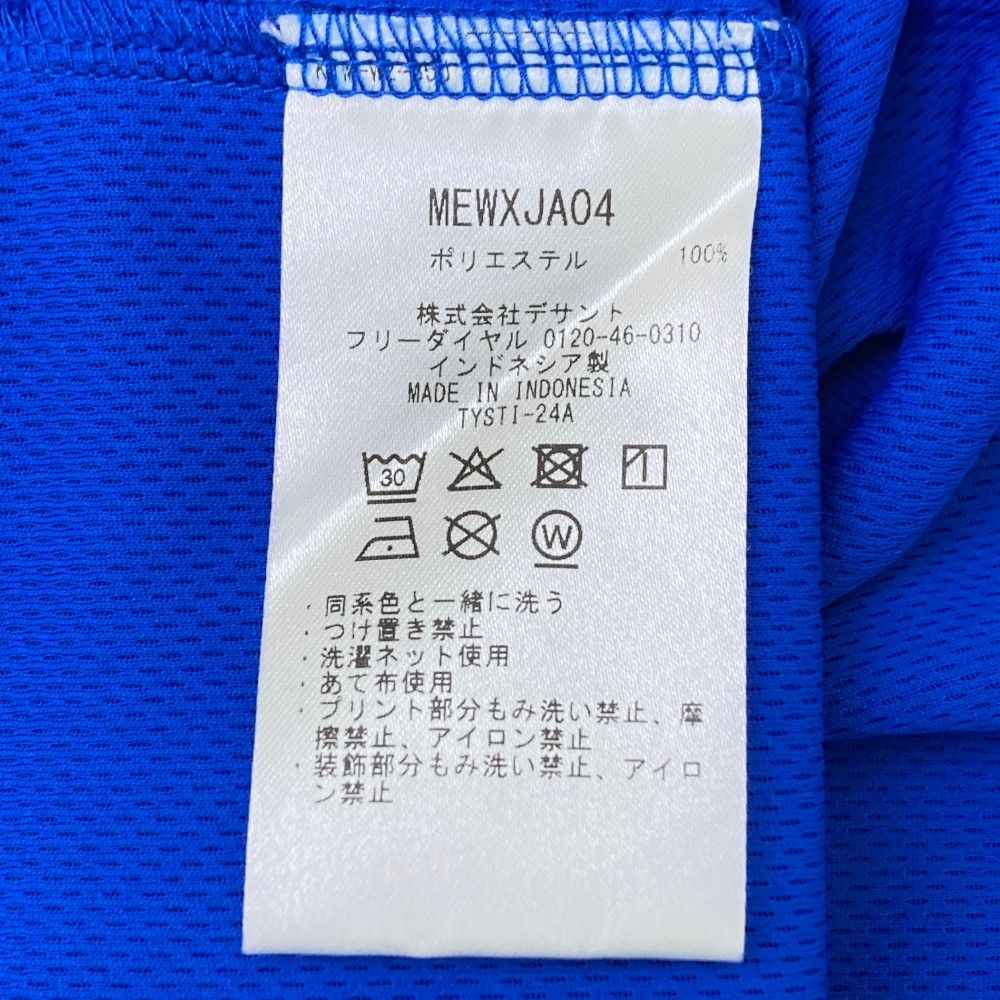 MEWXJA04
ポリエステル 100%
株式会社デサント
フリーダイヤル 0120-46-0310
インドネシア製
MADE IN INDONESIA
TYSTI-24A
30 1
W
・同系色と一緒に洗う
・つけ置き禁止
・洗濯ネット使用
・あて布使用
・プリント部分もみ洗い禁止、摩
擦禁止、アイロン禁止
・装飾部分もみ洗い禁止、アイロ
ン禁止